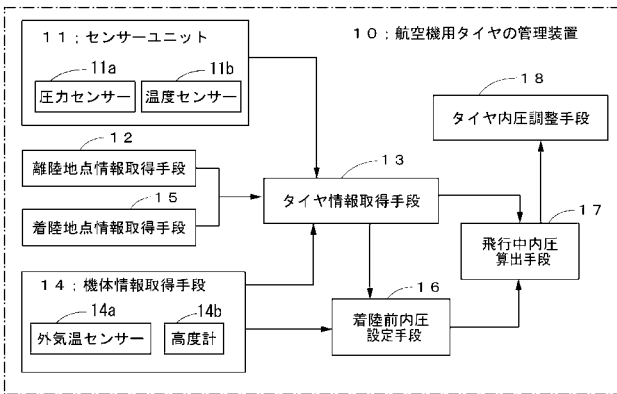 １０；航空機用タイヤの管理装置
１１；センサーユニット
11a
11b
圧力センサー
温度センサー
１８
タイヤ内圧調整手段
１２
離陸地点情報取得手段
１３
タイヤ情報取得手段
１５
着陸地点情報取得手段
１７
飛行中内圧
算出手段
１４；機体情報取得手段
14a
14b
外気温センサー
高度計
１６
着陸前内圧
設定手段